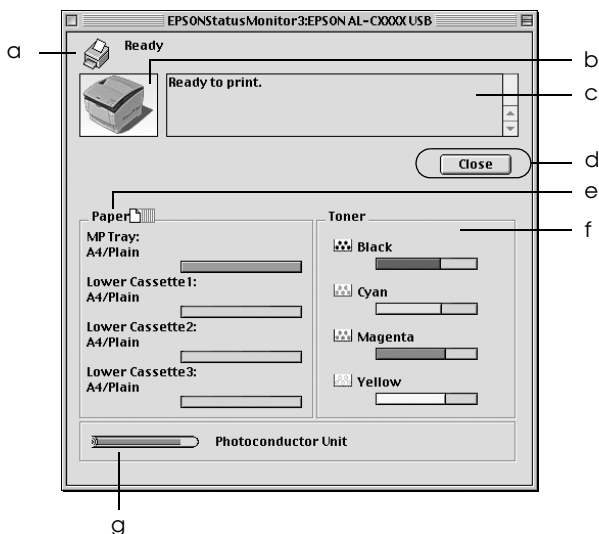 EPSONStatusMonitor3:EPSON AL-CXXXX USB
a
Ready
b
Ready to print.
c
Close
d
e
Paper
Toner
f
MP Tray:
A4/Plain
Lower Cassette1:
A4/Plain
Lower Cassette2:
A4/Plain
Lower Cassette3:
A4/Plain
Black
Cyan
Magenta
Yellow
Photoconductor Unit
g